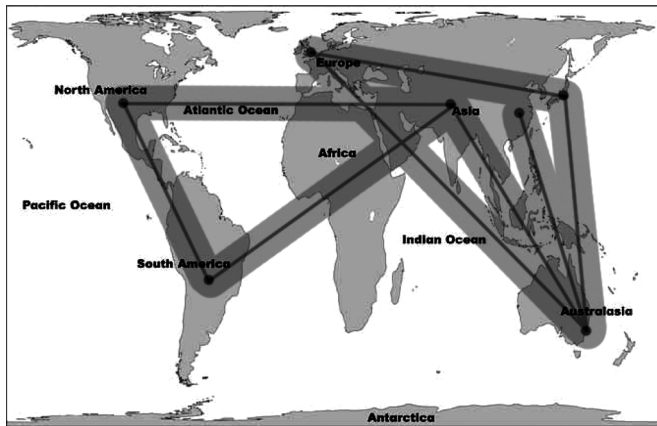 Europe
North America
Atlantic Ocean
Asia
Africa
Pacific Ocean
Indian Ocean
South America
Australasia
Antarctica